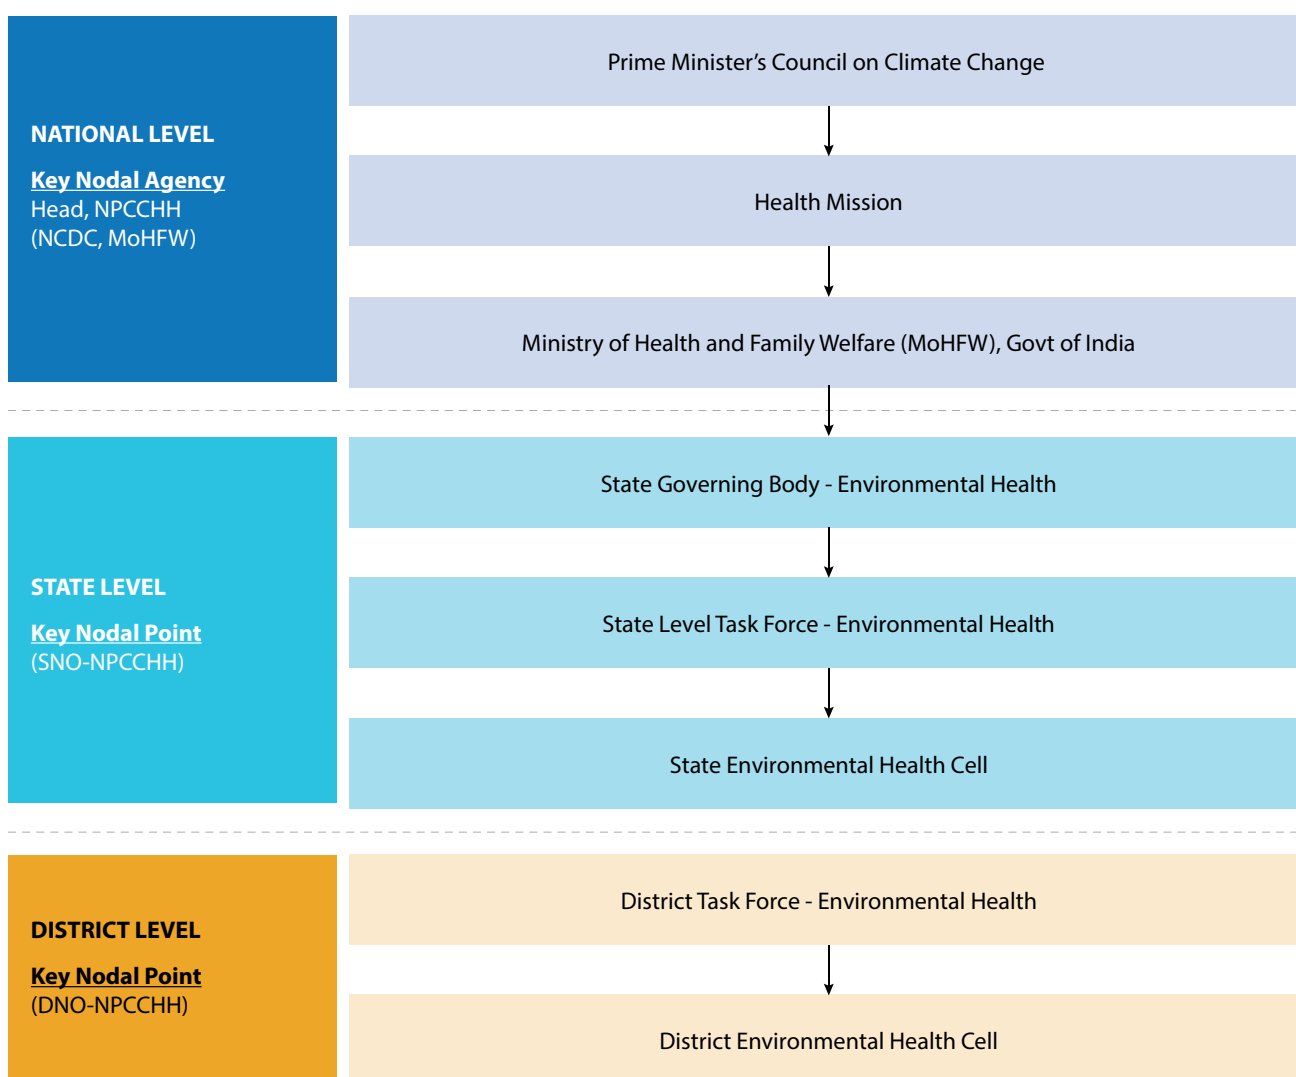 NATIONAL LEVEL
Key Nodal Agency
Head, NPCCHH
(NCDC, MoHFW)
Prime Minister’s Council on Climate Change
Health Mission
Ministry of Health and Family Welfare (MoHFW), Govt of India
STATE LEVEL
Key Nodal Point
(SNO-NPCCHH)
State Governing Body - Environmental Health
State Level Task Force - Environmental Health
State Environmental Health Cell
DISTRICT LEVEL
Key Nodal Point
(DNO-NPCCHH)
District Task Force - Environmental Health
District Environmental Health Cell